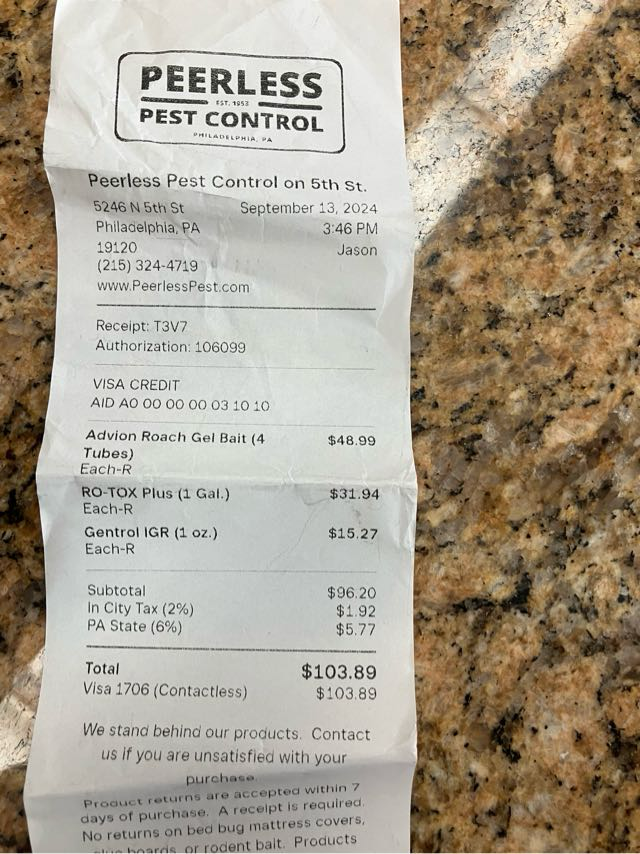 PEERLESS
EST. 1953
PEST CONTROL
PHILADELPHIA, PA
Peerless Pest Control on 5th St.
5246 N 5th St September 13, 2024
Philadelphia, PA 3:46 PM
19120 Jason
(215) 324-4719
www.PeerlessPest.com
Receipt: T3V7
Authorization: 106099
VISA CREDIT
AID A0 00 00 00 03 10 10
Advion Roach Gel Bait (4 $48.99
Tubes)
Each-R
RO-TOX Plus (1 Gal.) $31.94
Each-R
Gentrol IGR (1 oz.) $15.27
Each-R
Subtotal $96.20
In City Tax (2%) $1.92
PA State (6%) $5.77
Total $103.89
Visa 1706 (Contactless) $103.89
We stand behind our products. Contact
us if you are unsatisfied with your
purchase.
Product returns are accepted within 7
days of purchase. A receipt is required.
No returns on bed bug mattress covers,
glue boards, or rodent bait. Products